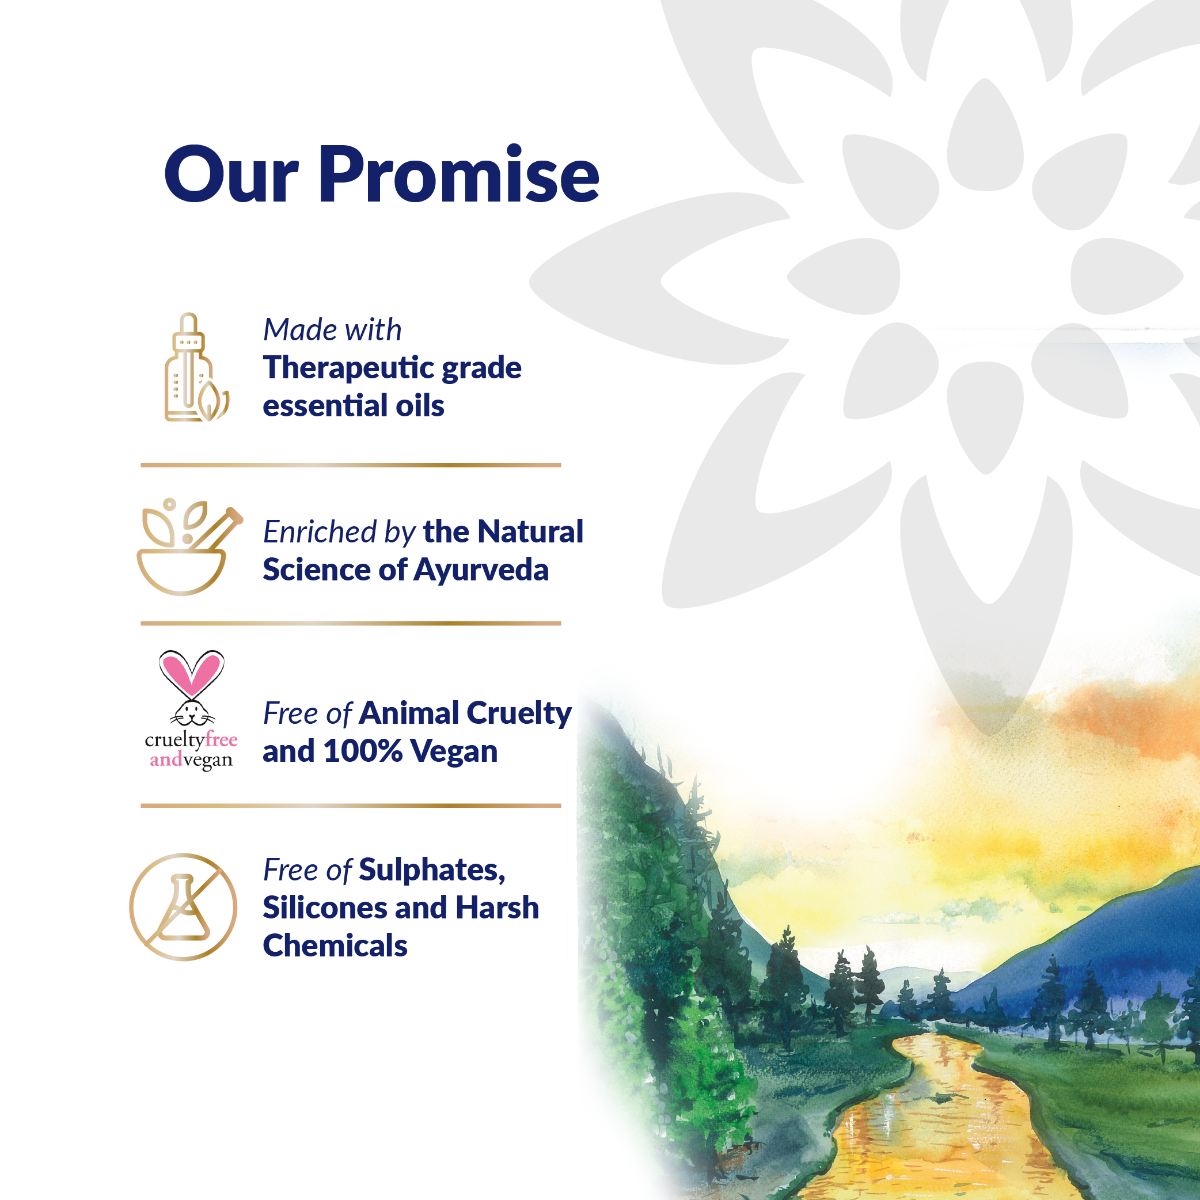 Our Promise
Made with
Therapeutic grade
essential oils
Enriched by the Natural
Science of Ayurveda
crueltyfree
andvegan
Free of Animal Cruelty
and 100% Vegan
Free of Sulphates,
Silicones and Harsh
Chemicals